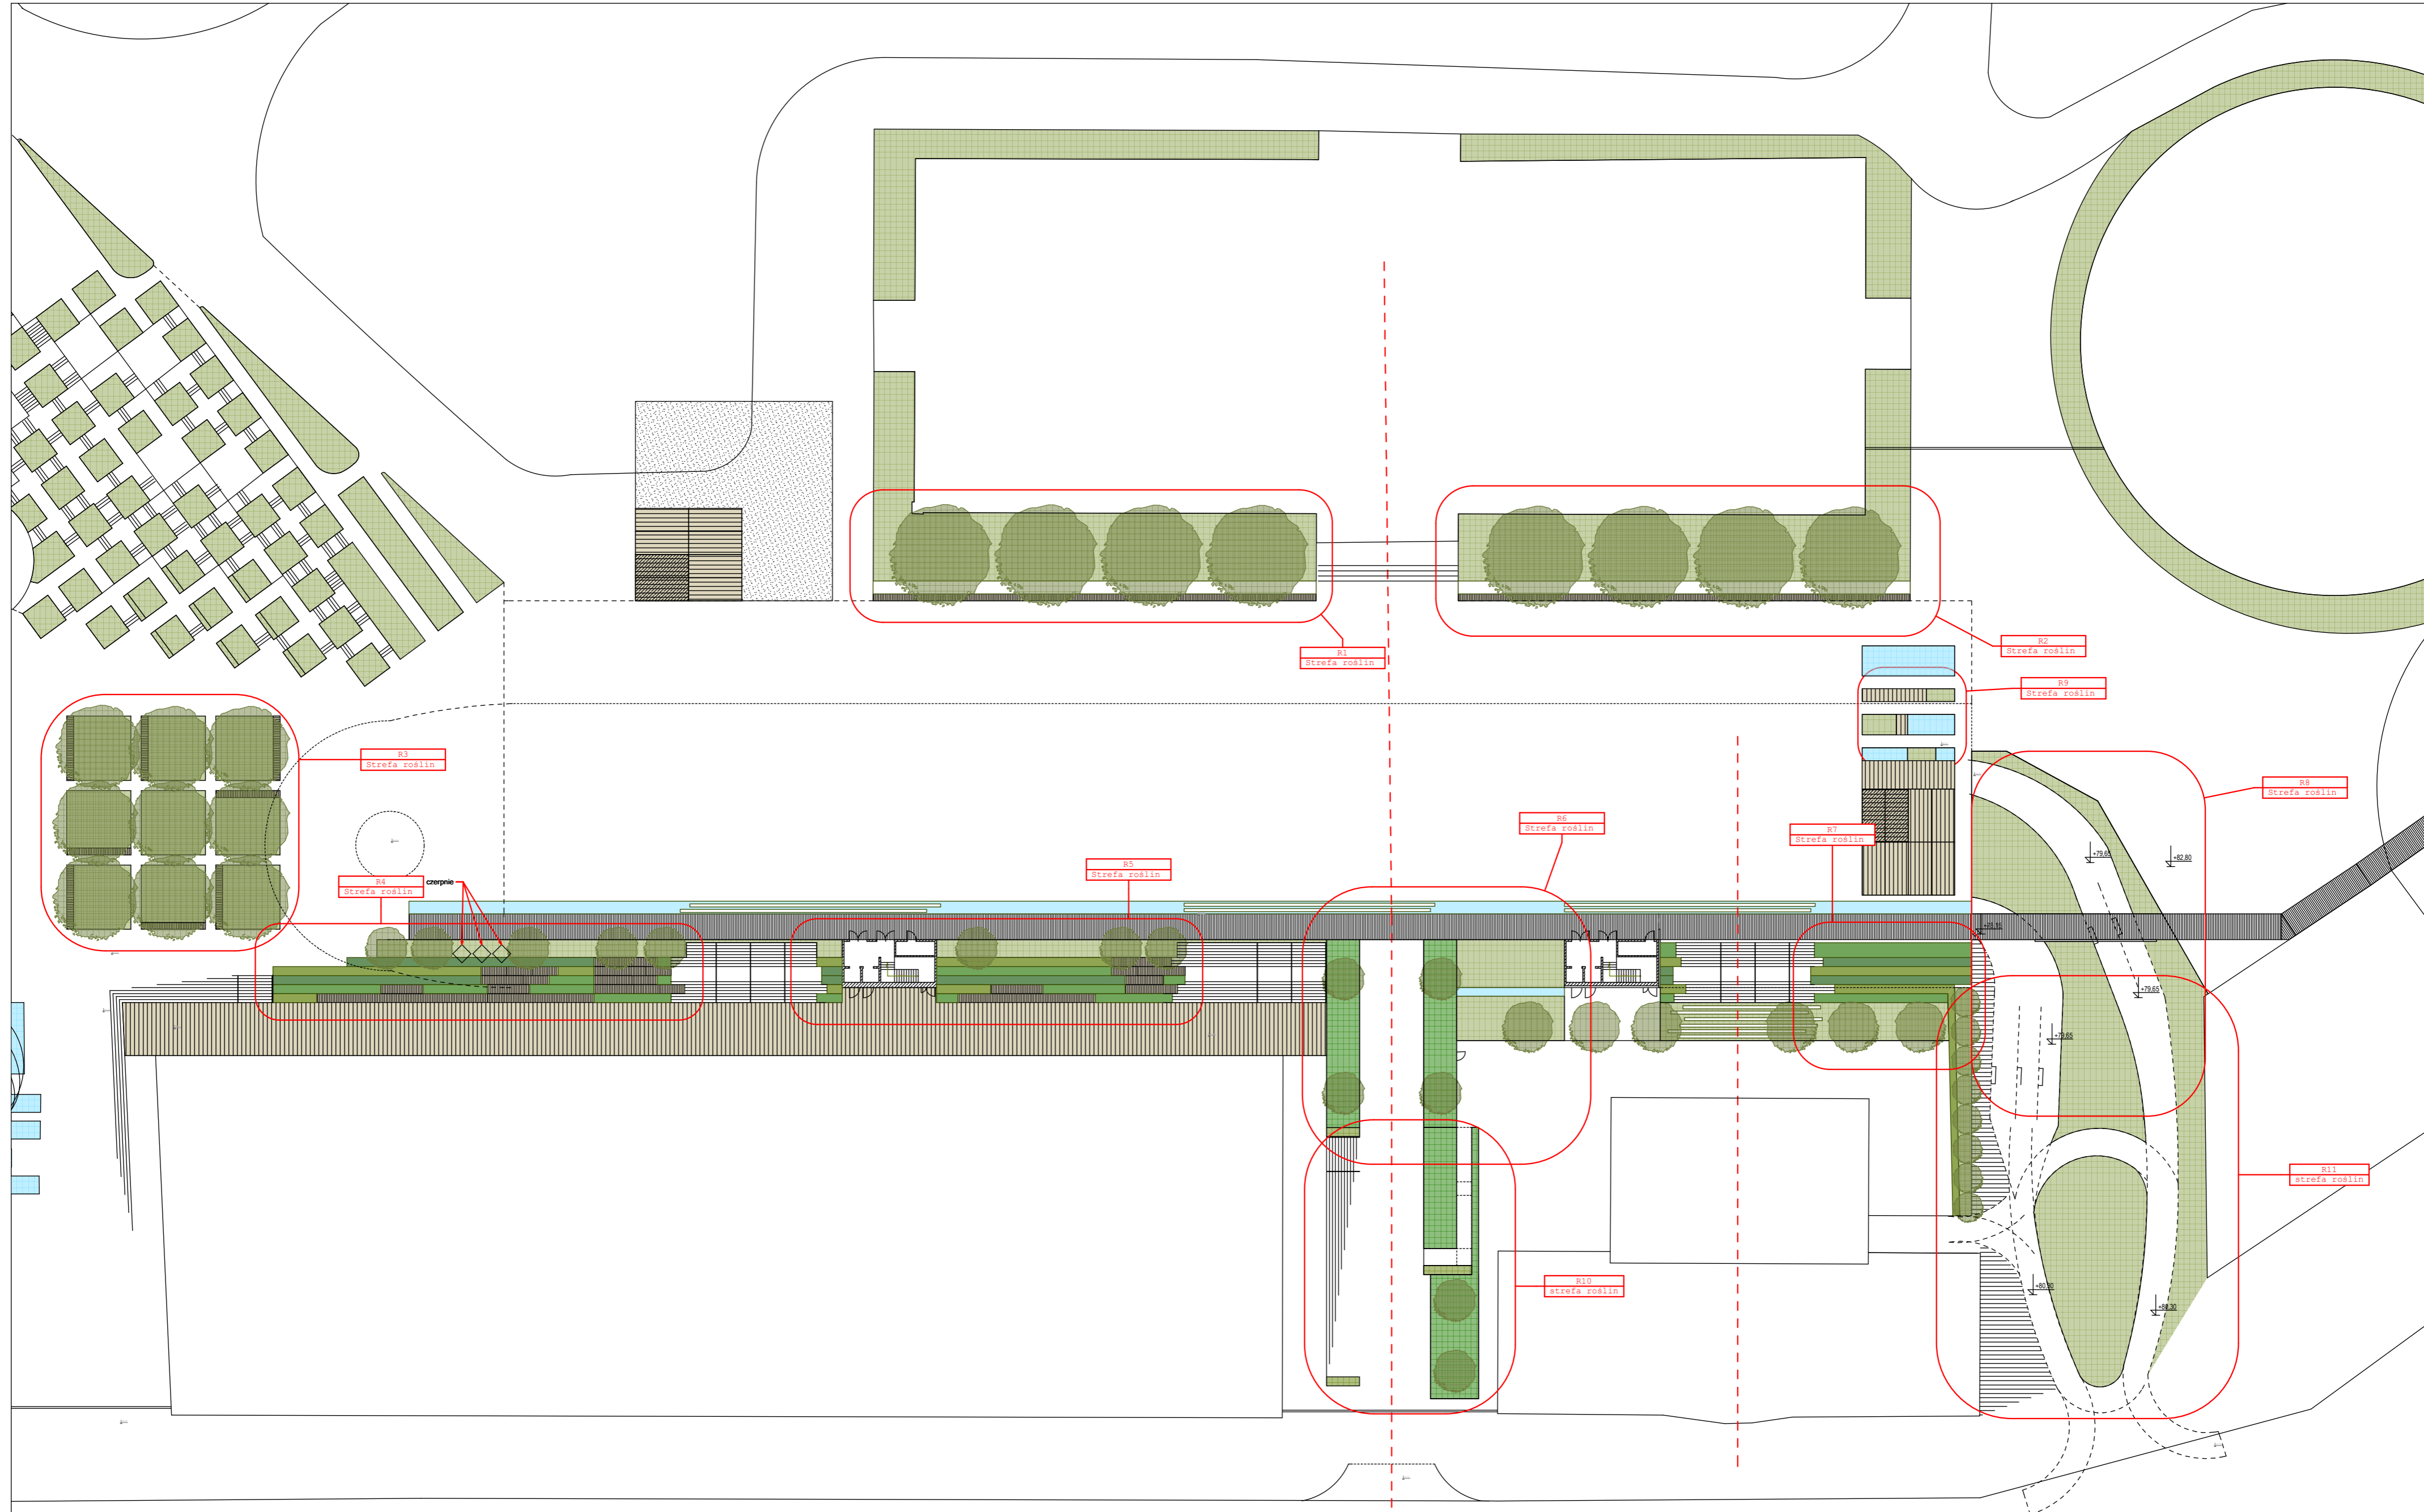 R1
Strefa roślin
R2
Strefa roślin
R9
Strefa roślin
R3
Strefa roślin
R8
Strefa roślin
R6
Strefa roślin
R7
Strefa roślin
R5
Strefa roślin
R4
Strefa roślin
czerpnie
+79.65
+82.80
+79.65
+79.65
R11
strefa roślin
R10
strefa roślin
+80.30